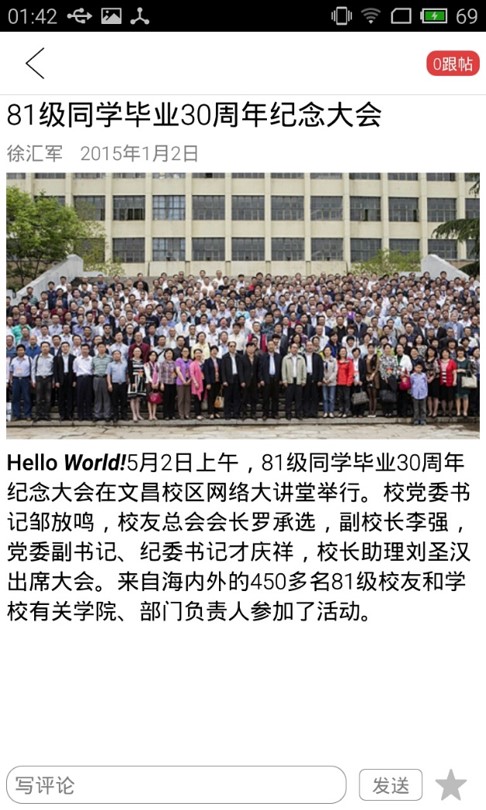 01:42
69
0跟帖
81级同学毕业30周年纪念大会
徐汇军 2015年1月2日
Hello World!5月2日上午，81级同学毕业30周年
纪念大会在文昌校区网络大讲堂举行。校党委书
记邹放鸣，校友总会会长罗承选，副校长李强，
党委副书记、纪委书记才庆祥，校长助理刘圣汉
出席大会。来自海内外的450多名81级校友和学
校有关学院、部门负责人参加了活动。
写评论
发送